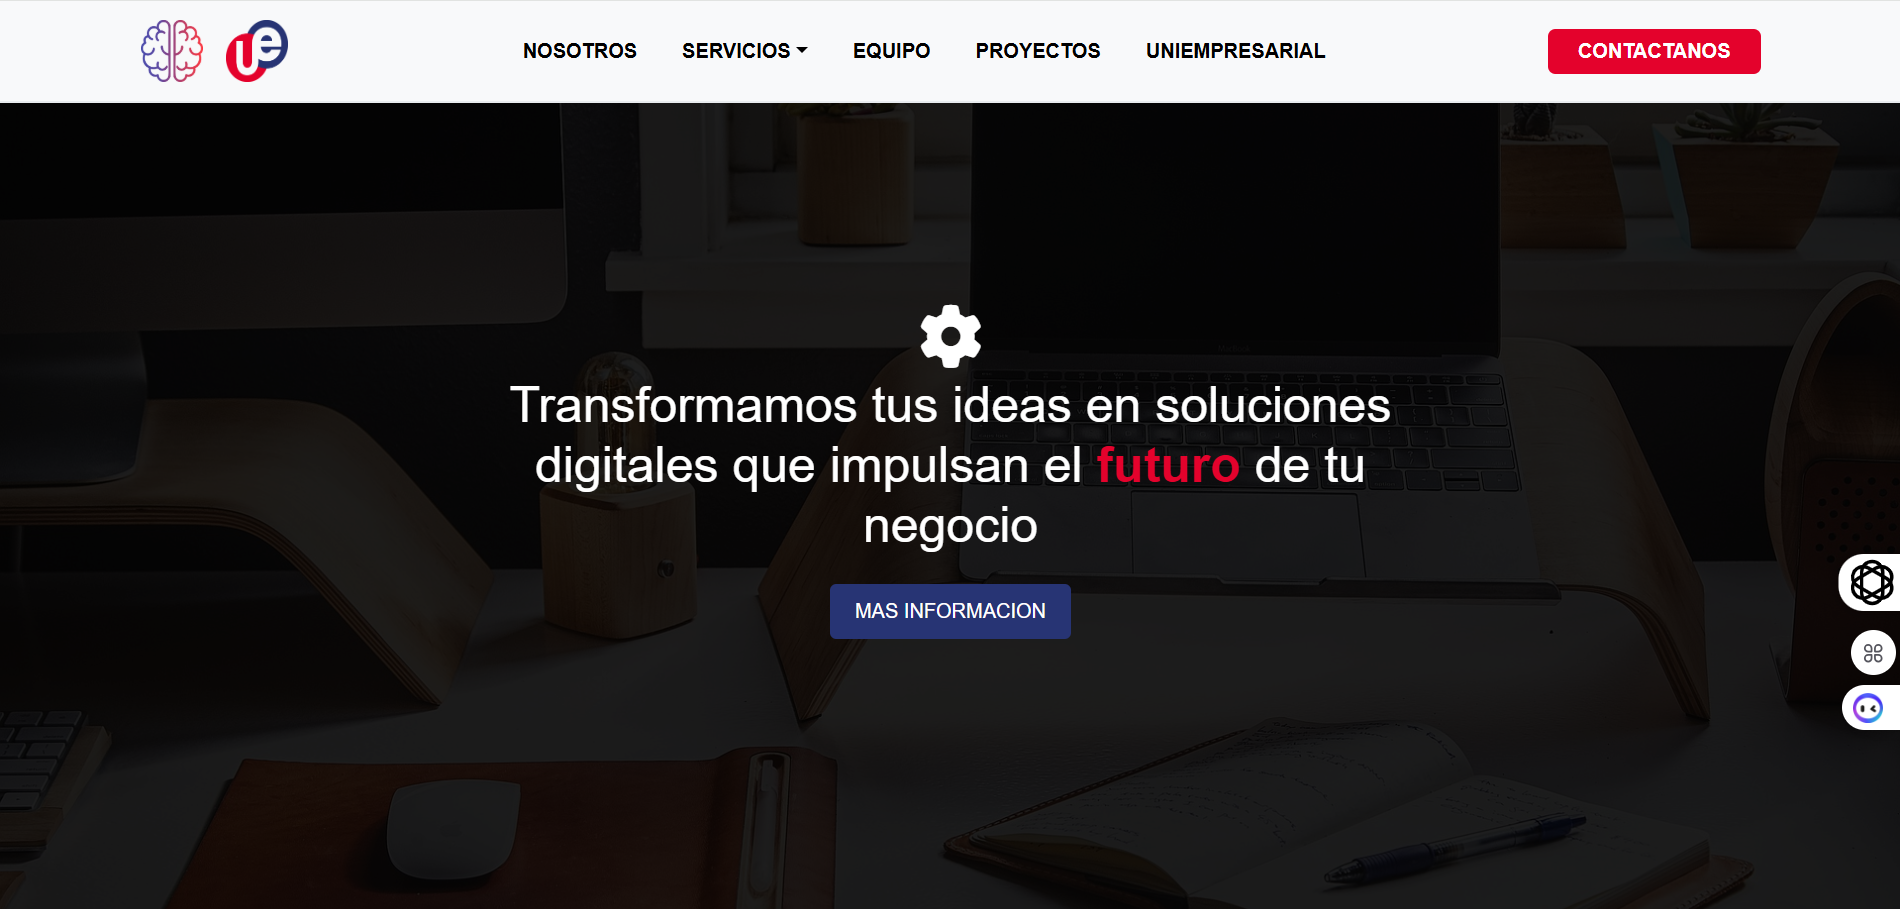 ue
NOSOTROS
SERVICIOS
EQUIPO
PROYECTOS
UNIEMPRESARIAL
CONTACTANOS
Transformamos tus ideas en soluciones
digitales que impulsan el futuro de tu
negocio
MAS INFORMACION